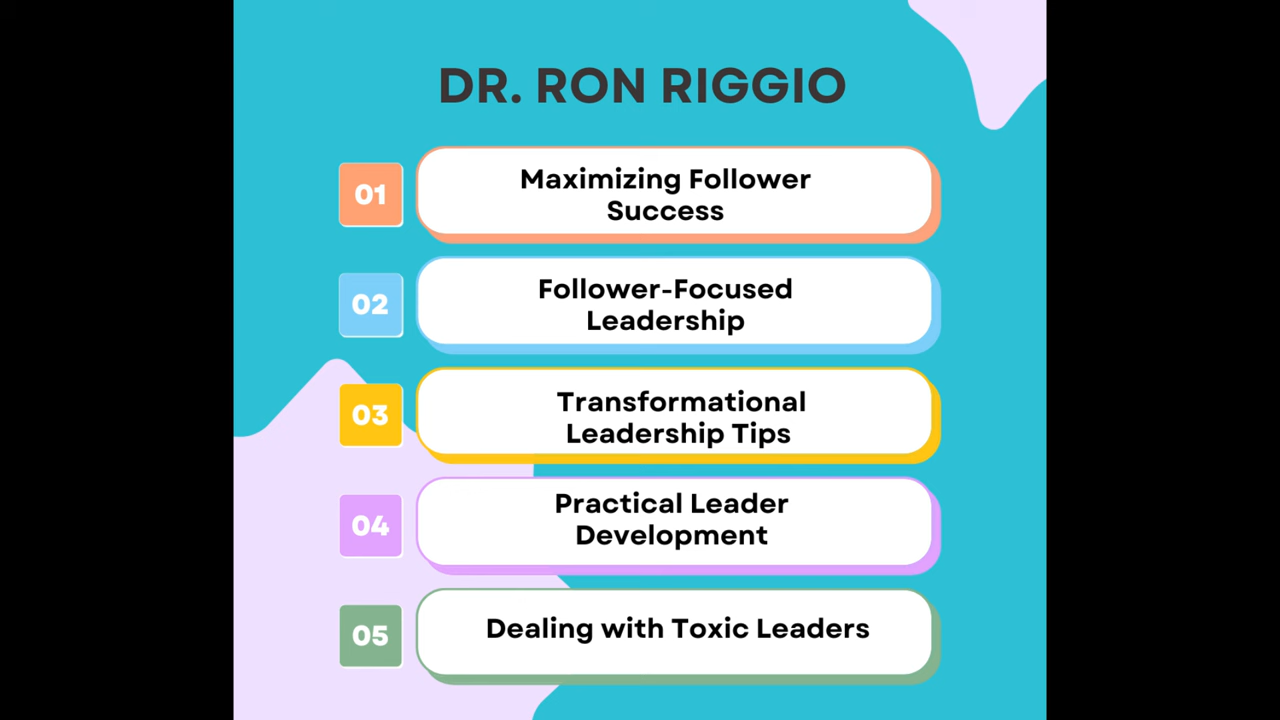 DR. RON RIGGIO
01
Maximizing Follower
Success
02
Follower-Focused
Leadership
03
Transformational
Leadership Tips
04
Practical Leader
Development
05
Dealing with Toxic Leaders